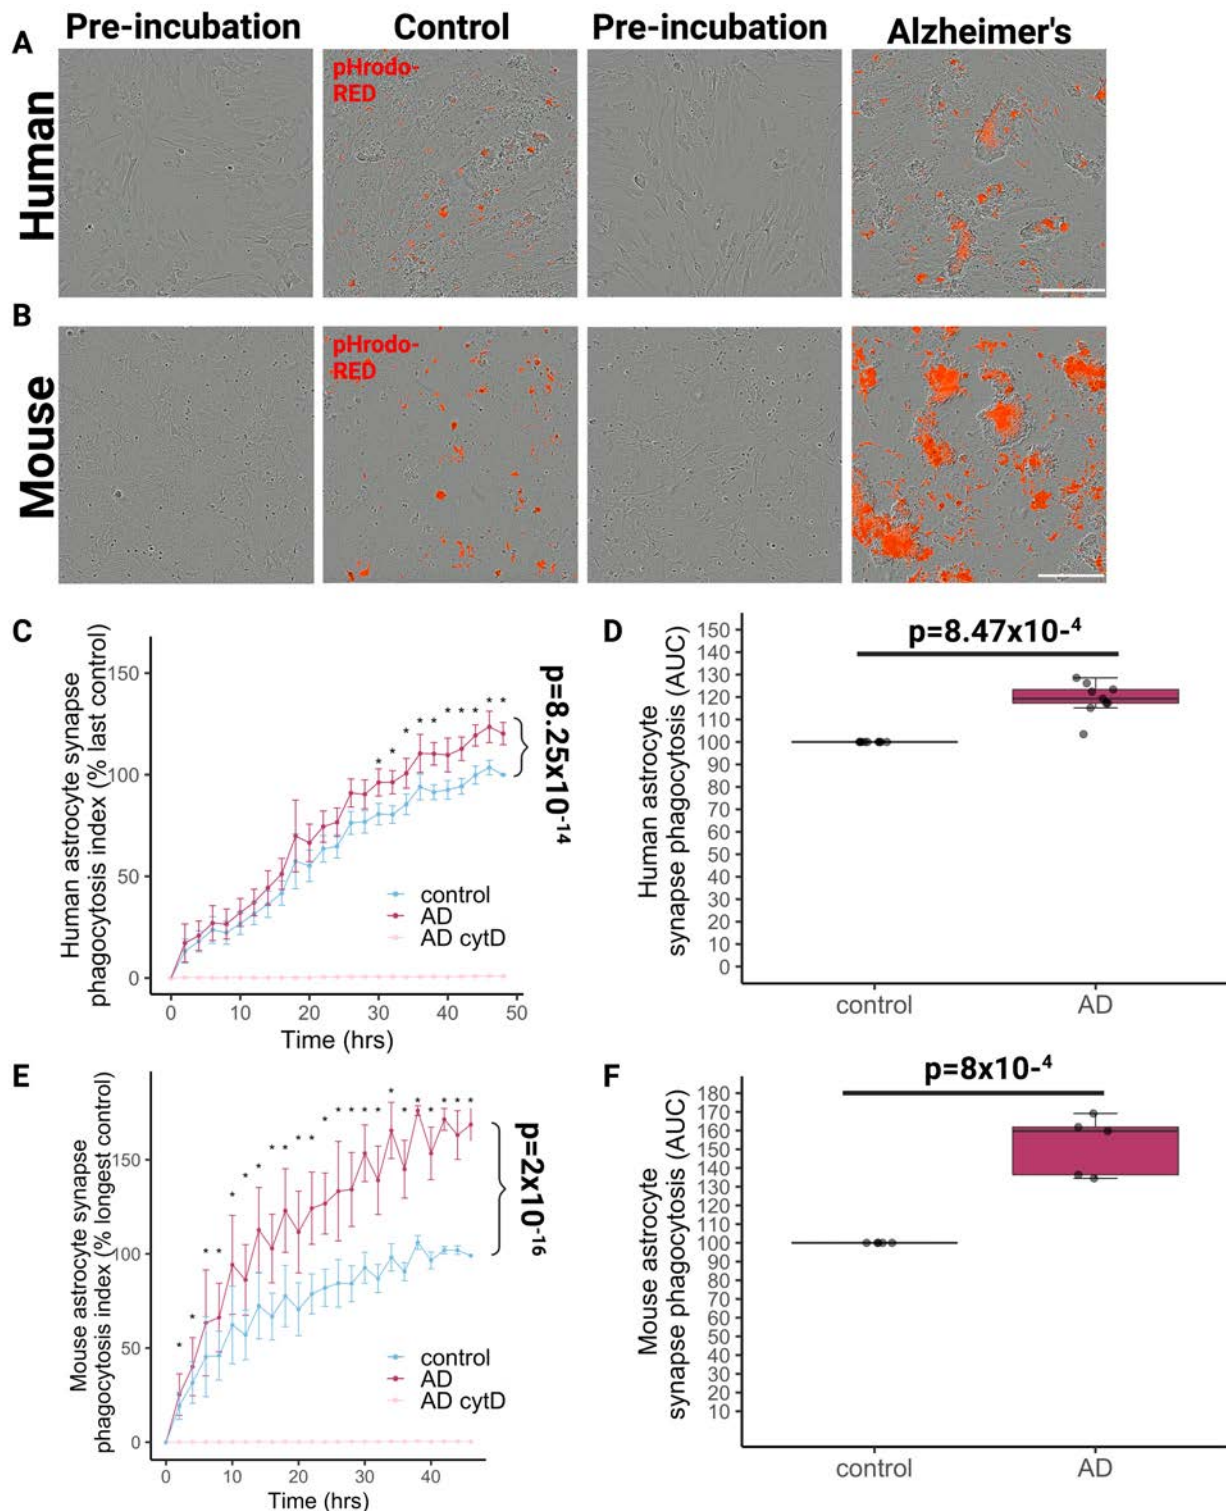 A
Pre-incubation
Control
Pre-incubation
Alzheimer's
Human
pHrodo-
RED
B
Mouse
pHrodo-
RED
C
Human astrocyte synapse
phagocytosis index (% last control)
150
100
50
0
* * * * * * * * * * *
p=8.25x10-14
control
AD
AD cytD
0 10 20 30 40 50
Time (hrs)
D
p=8.47x10-4
Human astrocyte
synapse phagocytosis (AUC)
150
140
130
120
110
100
90
80
70
60
50
40
30
20
10
0
control AD
E
Mouse astrocyte synapse
phagocytosis index (% longest control)
150
100
50
0
* * * * * * * * * * * * * * * * * * * * * * *
p=2x10-16
control
AD
AD cytD
0 10 20 30 40
Time (hrs)
F
p=8x10-4
Mouse astrocyte
synapse phagocytosis (AUC)
180
170
160
150
140
130
120
110
100
90
80
70
60
50
40
30
20
10
control AD